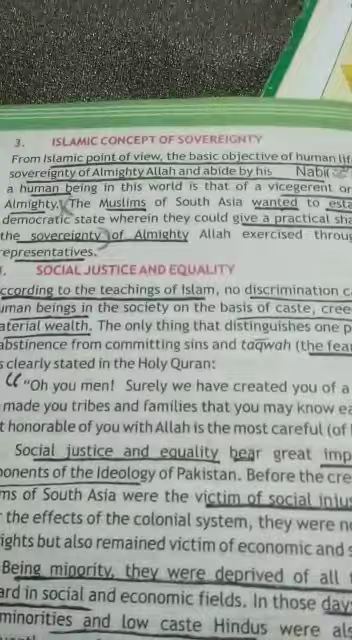 3. ISLAMIC CONCEPT OF SOVEREIGNTY
From Islamic point of view, the basic objective of human
sovereignty of Almighty Allah and abide by his Nabi
a human being in this world is that of a vicegerent or
Almighty. The Muslims of South Asia wanted to esta
democratic state wherein they could give a practical sha
the sovereignty of Almighty Allah exercised throug
representatives.
SOCIAL JUSTICE AND EQUALITY
ccording to the teachings of Islam, no discrimination c
uman beings in the society on the basis of caste, cree
aterial wealth. The only thing that distinguishes one p
abstinence from committing sins and taqwah (the fear
s clearly stated in the Holy Quran:
"Oh you men! Surely we have created you of a
made you tribes and families that you may know ea
t honorable of you with Allah is the most careful (of
Social justice and equality bear great imp
ponents of the Ideology of Pakistan. Before the cre
ms of South Asia were the victim of social injus
the effects of the colonial system, they were no
ights but also remained victim of economic and s
Being minority, they were deprived of all
ard in social and economic fields. In those day
minorities and low caste Hindus were als